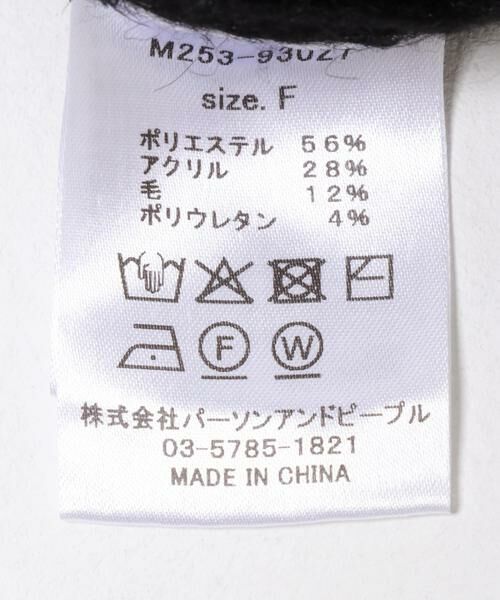 M253-93027
size. F
ポリエステル 56%
アクリル 28%
毛 12%
ポリウレタン 4%
F W
株式会社パーソンアンドピープル
03-5785-1821
MADE IN CHINA